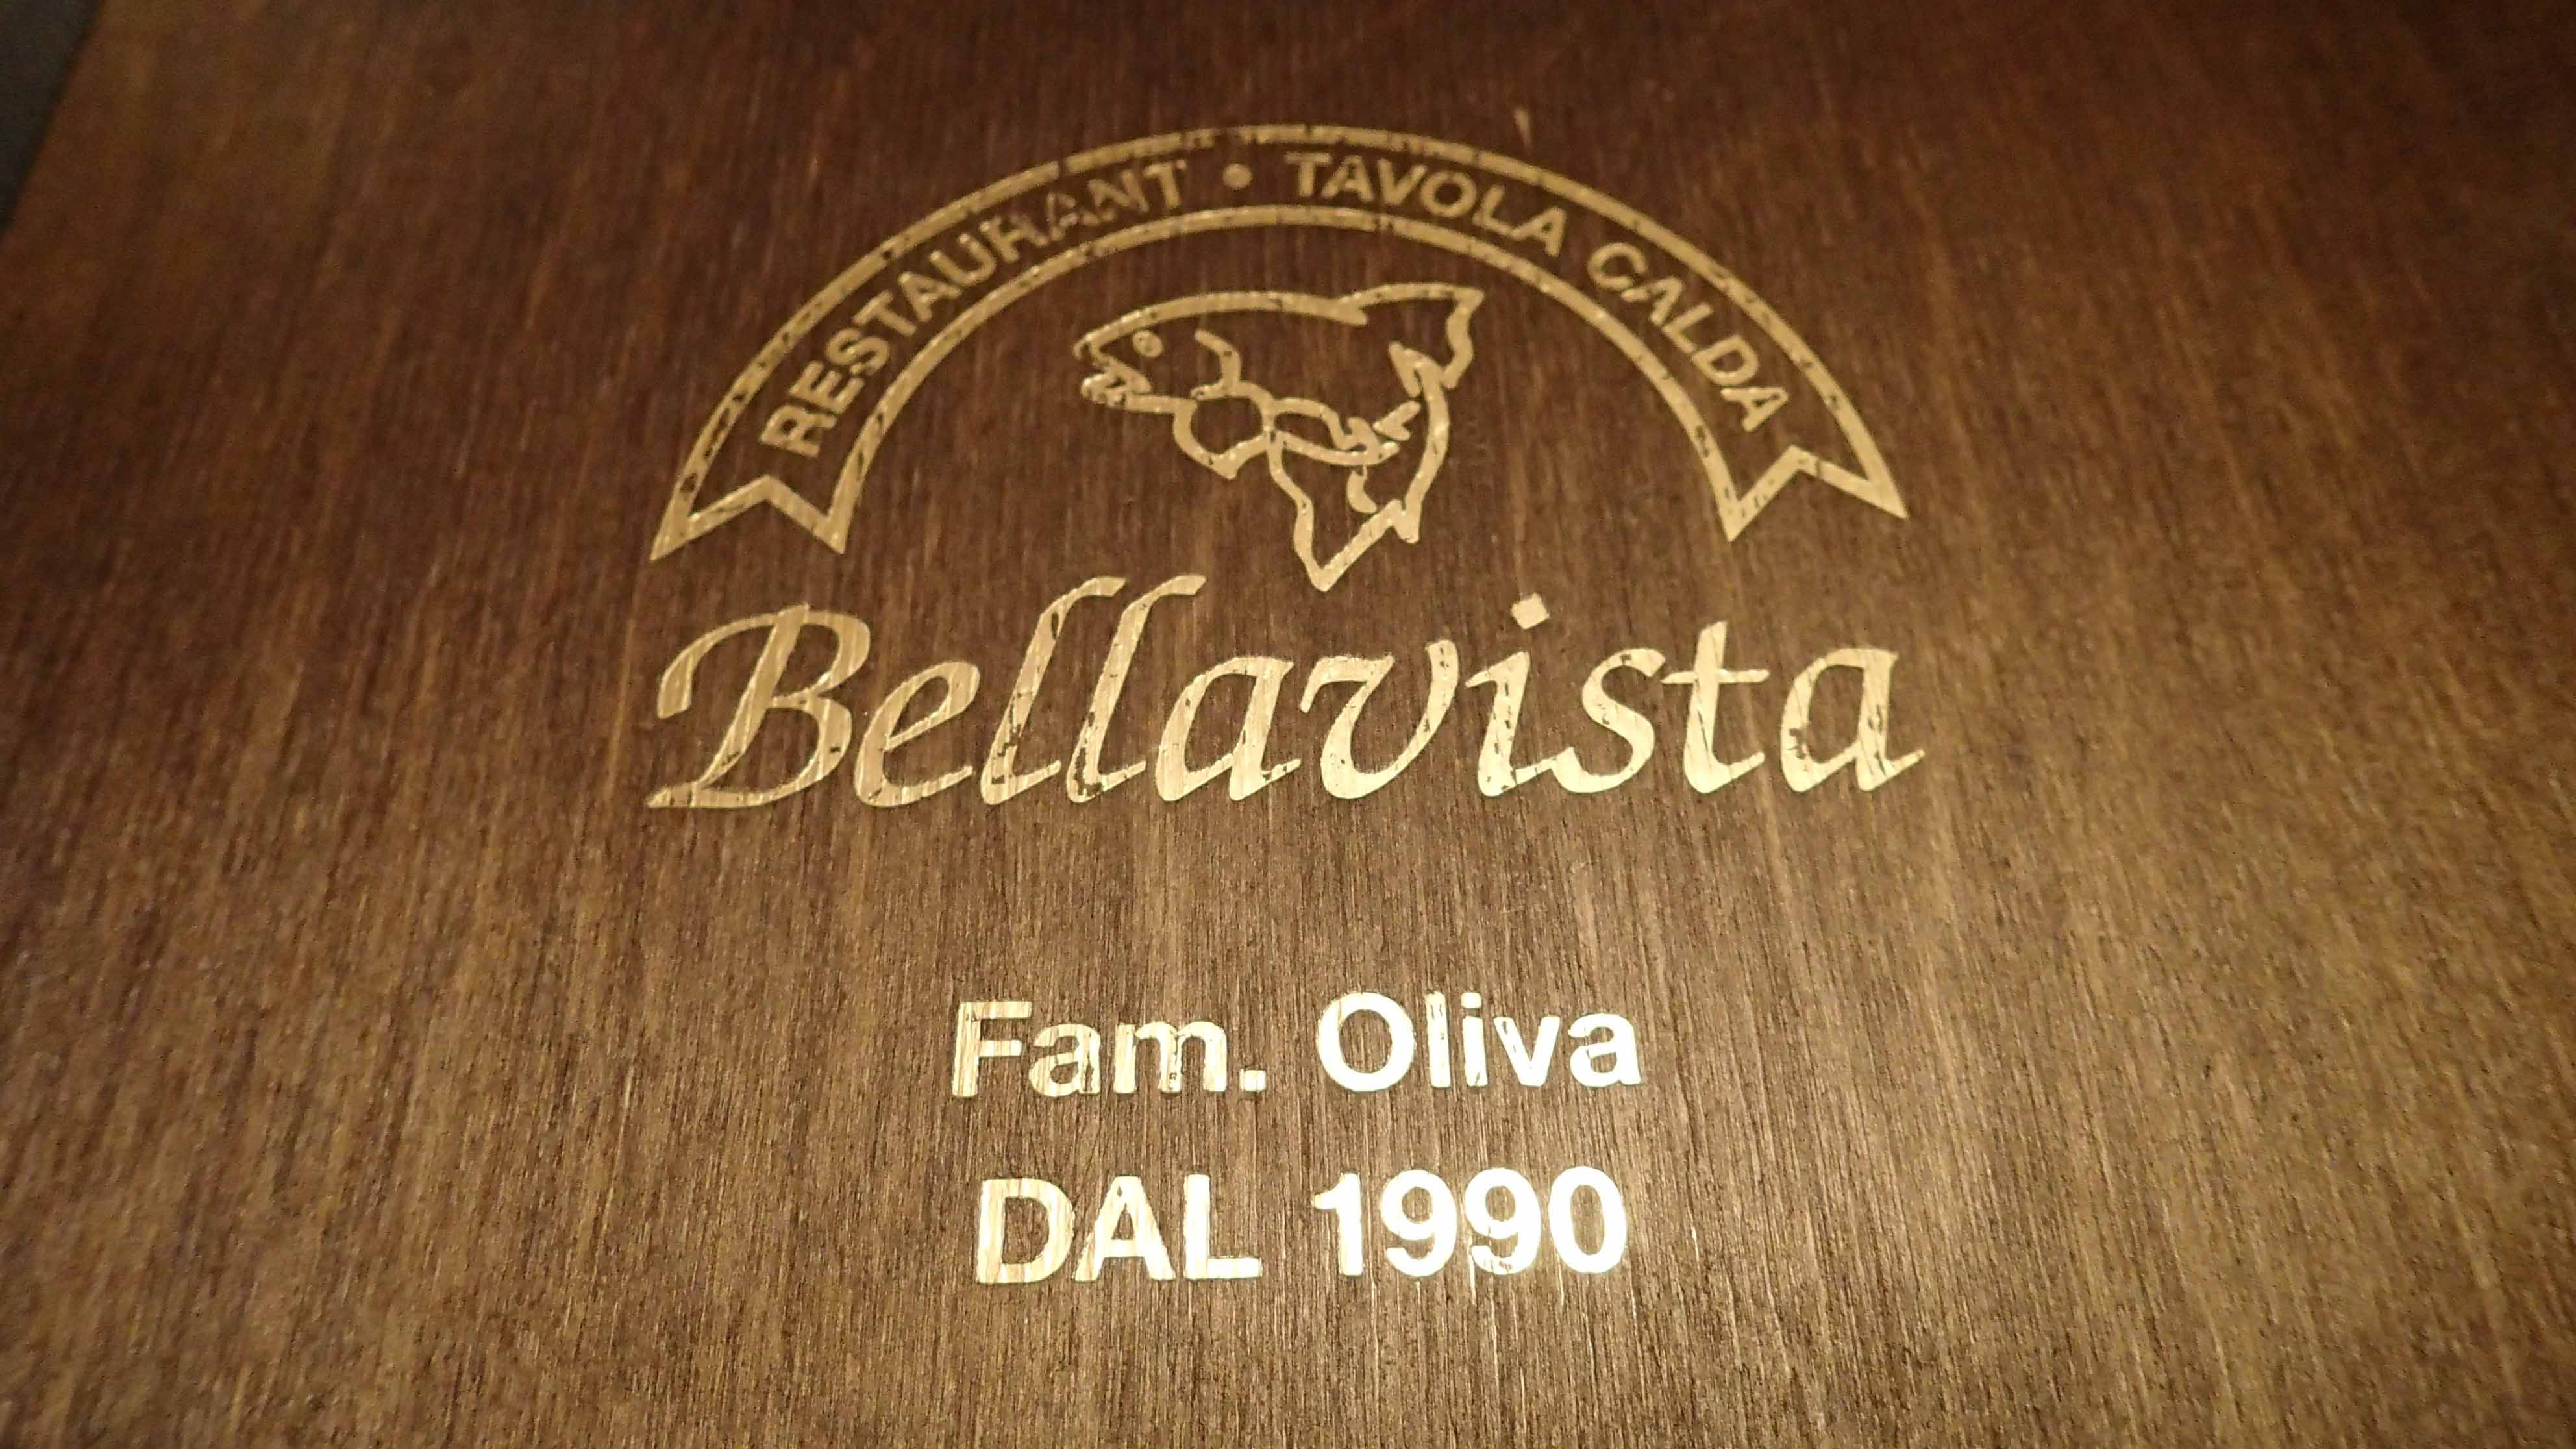 RESTAURANT • TAVOLA CALDA
Bellavista
Fam. Oliva
DAL 1990